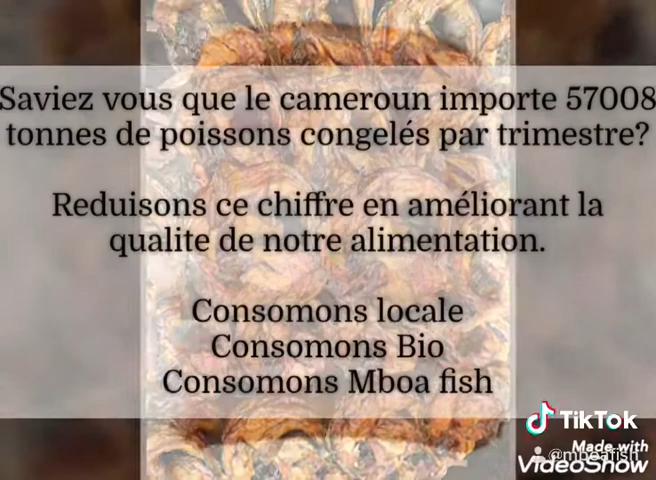 Saviez vous que le cameroun importe 57008
tonnes de poissons congelés par trimestre?
Reduisons ce chiffre en améliorant la
qualite de notre alimentation.
Consomons locale
Consomons Bio
Consomons Mboa fish
TikTok
Made with
@mboafish
VideoShow